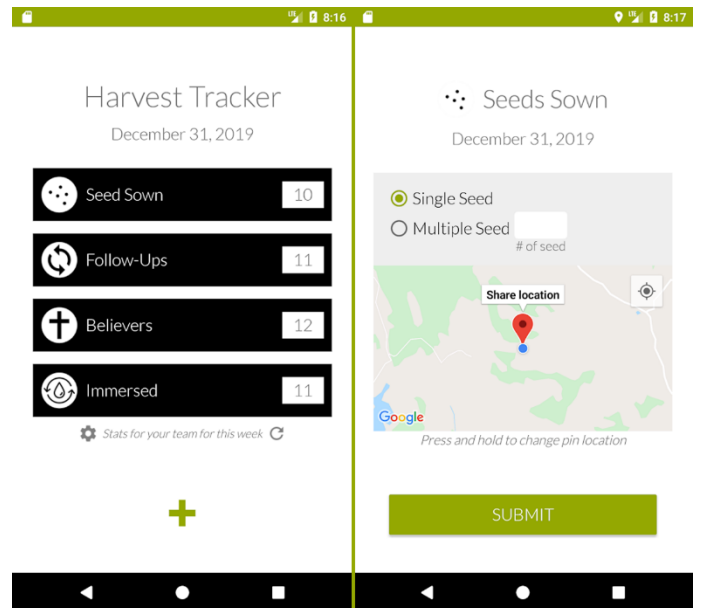 LTE 8:16
Harvest Tracker
December 31, 2019
Seed Sown 10
Follow-Ups 11
Believers 12
Immersed 11
Stats for your team for this week
LTE 8:17
Seeds Sown
December 31, 2019
Single Seed
Multiple Seed
# of seed
Share location
Google
Press and hold to change pin location
SUBMIT